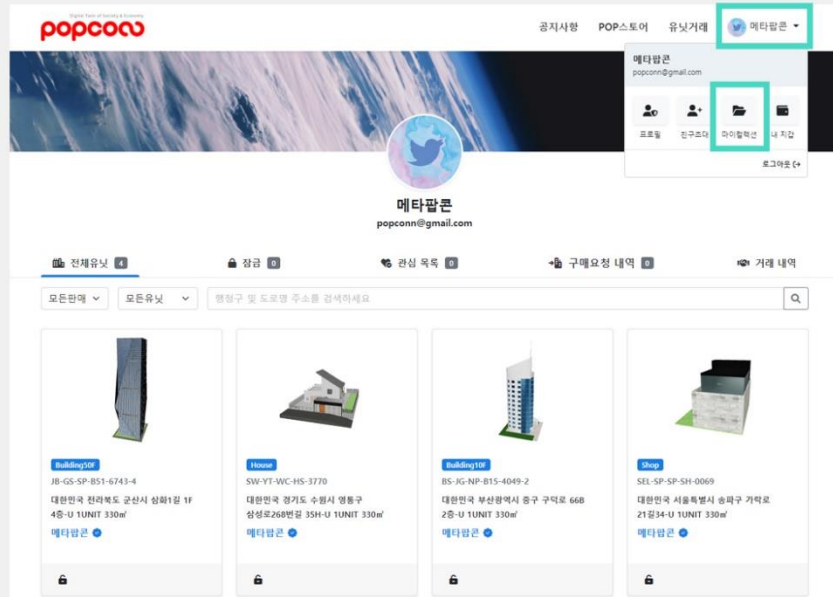 Digital Twin of Society & Economy
popcoc
공지사항 POP스토어 유닛거래 메타팝콘
메타팝콘
popconn@gmail.com
프로필 친구초대 마이컬렉션 내 지갑
로그아웃
메타팝콘
popconn@gmail.com
전체유닛 4 잠금 0 관심 목록 0 구매요청 내역 0 거래 내역
모든판매 모든유닛 행정구 및 도로명 주소를 검색하세요
Building50F
JB-GS-SP-B51-6743-4
대한민국 전라북도 군산시 삼화1길 1F
4층-U 1UNIT 330㎡
메타팝콘
House
SW-YT-WC-HS-3770
대한민국 경기도 수원시 영통구
삼성로268번길 35H-U 1UNIT 330㎡
메타팝콘
Building10F
BS-JG-NP-B15-4049-2
대한민국 부산광역시 중구 구덕로 66B
2층-U 1UNIT 330㎡
메타팝콘
Shop
SEL-SP-SP-SH-0069
대한민국 서울특별시 송파구 가락로
21길34-U 1UNIT 330㎡
메타팝콘